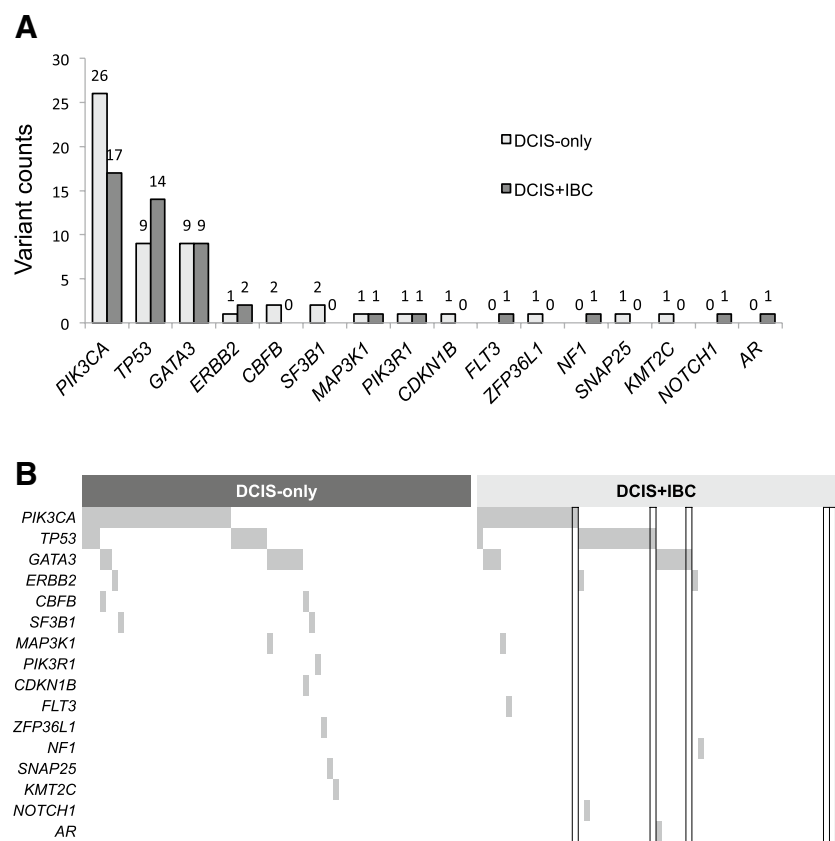 A
30
25
20
15
10
5
0
Variant counts
26 17 9 14 9 9 1 2 2 0 2 0 1 1 1 1 1 0 0 1 1 0 0 1 1 0 1 0 0 1 0 1
DCIS-only
DCIS+IBC
PIK3CA TP53 GATA3 ERBB2 CBFB SF3B1 MAP3K1 PIK3R1 CDKN1B FLT3 ZFP36L1 NF1 SNAP25 KMT2C NOTCH1 AR
B
DCIS-only DCIS+IBC
PIK3CA
TP53
GATA3
ERBB2
CBFB
SF3B1
MAP3K1
PIK3R1
CDKN1B
FLT3
ZFP36L1
NF1
SNAP25
KMT2C
NOTCH1
AR